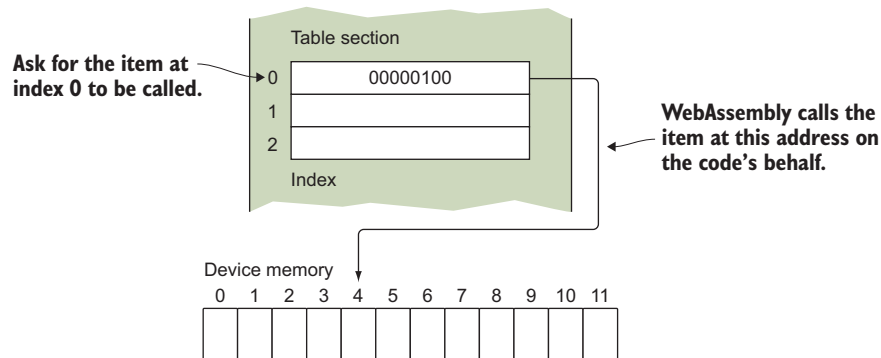 Table section
Ask for the item at
index 0 to be called.
0 00000100
1
2
Index
WebAssembly calls the
item at this address on
the code’s behalf.
Device memory
0 1 2 3 4 5 6 7 8 9 10 11